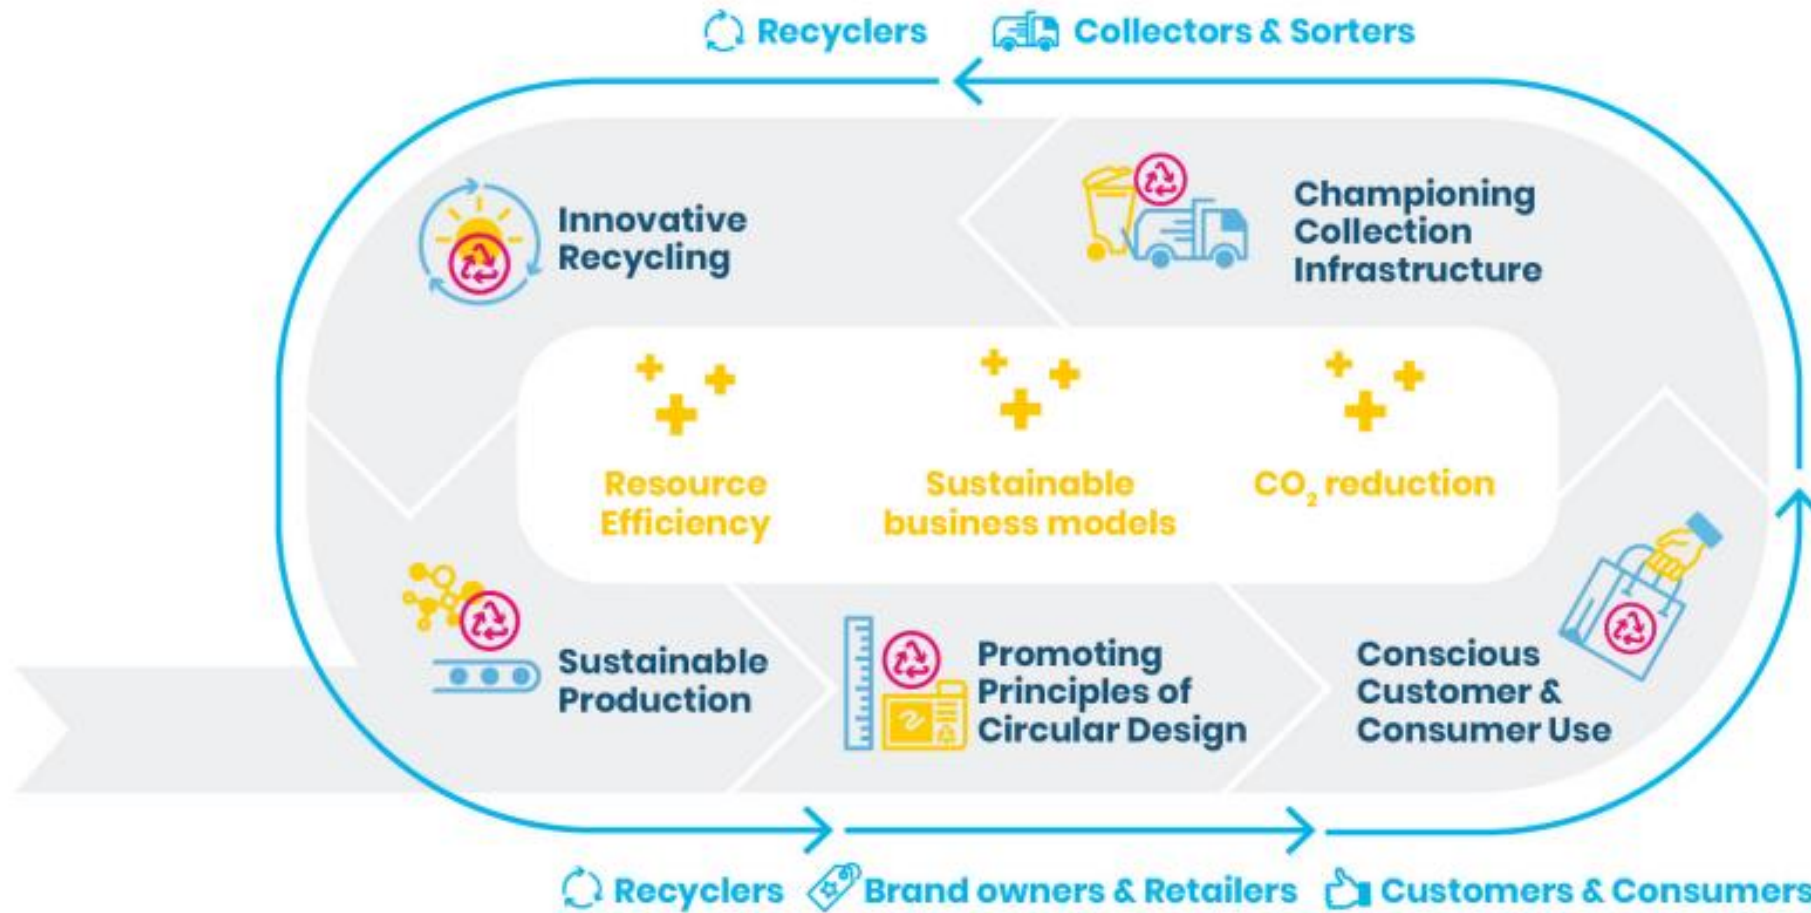 Recyclers
Collectors & Sorters
Innovative
Recycling
Championing
Collection
Infrastructure
Resource
Efficiency
Sustainable
business models
CO₂ reduction
Sustainable
Production
Promoting
Principles of
Circular Design
Conscious
Customer &
Consumer Use
Recyclers
Brand owners & Retailers
Customers & Consumers